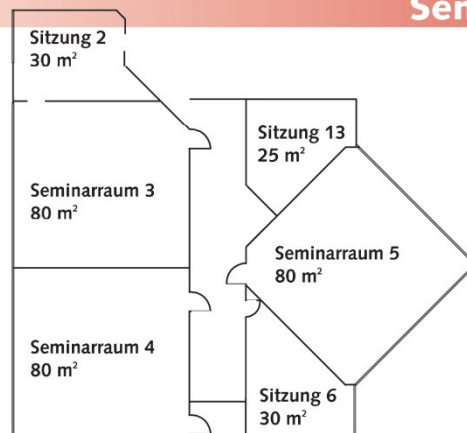 Sitzung 2
30 m²
Sitzung 13
25 m²
Seminarraum 3
80 m²
Seminarraum 5
80 m²
Seminarraum 4
80 m²
Sitzung 6
30 m²